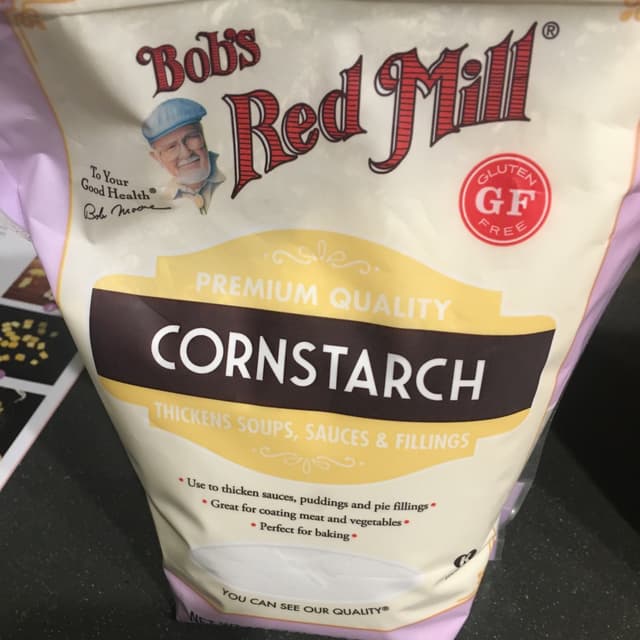 Bob's
Red Mill®
To Your
Good Health®
Bob Moore
GLUTEN
GF
FREE
PREMIUM QUALITY
CORNSTARCH
THICKENS SOUPS, SAUCES & FILLINGS
• Use to thicken sauces, puddings and pie fillings •
• Great for coating meat and vegetables •
• Perfect for baking •
YOU CAN SEE OUR QUALITY®